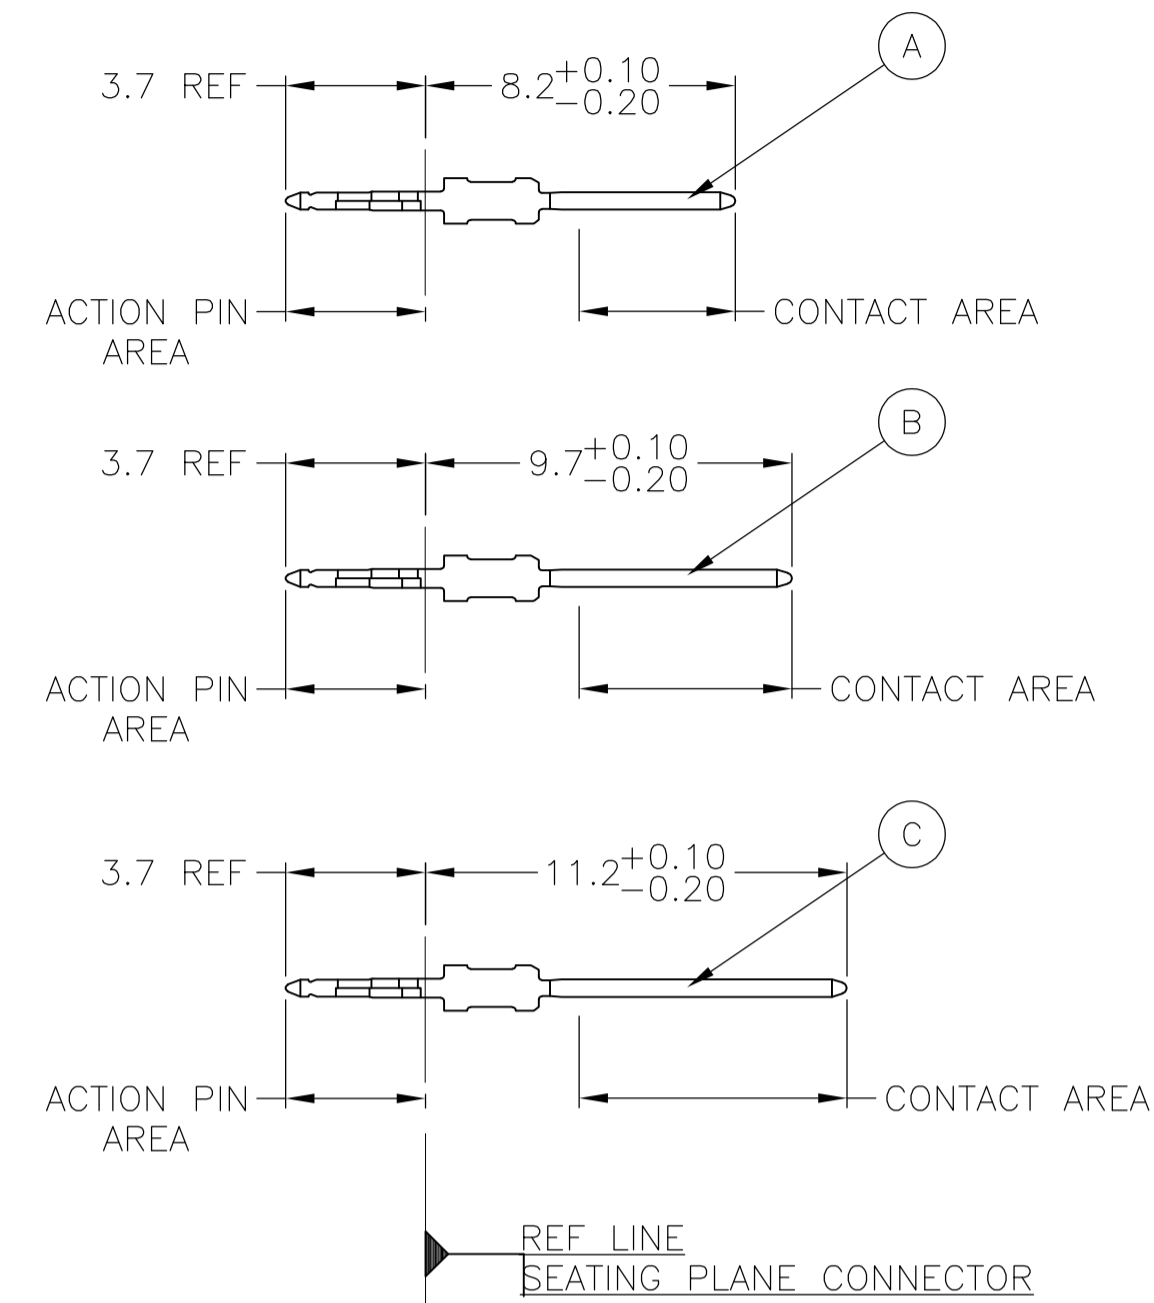 A
3.7 REF
8.2 +0.10
−0.20
ACTION PIN
AREA
CONTACT AREA
B
3.7 REF
9.7 +0.10
−0.20
ACTION PIN
AREA
CONTACT AREA
C
3.7 REF
11.2 +0.10
−0.20
ACTION PIN
AREA
CONTACT AREA
REF LINE
SEATING PLANE CONNECTOR